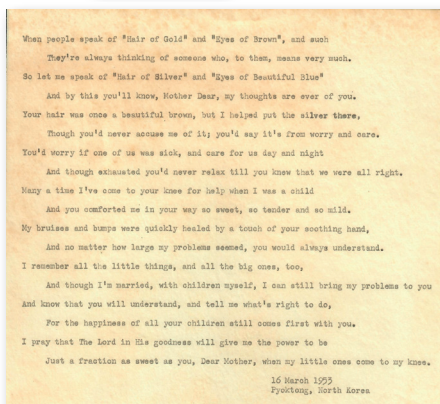 When people speak of "Hair of Gold" and "Eyes of Brown", and such
They're always thinking of someone who, to them, means very much.
So let me speak of "Hair of Silver" and "Eyes of Beautiful Blue"
And by this you'll know, Mother Dear, my thoughts are ever of you.
Your hair was once a beautiful brown, but I helped put the silver there,
Though you'd never accuse me of it; you'd say it's from worry and care.
You'd worry if one of us was sick, and care for us day and night
And though exhausted you'd never relax till you knew that we were all right.
Many a time I've come to your knee for help when I was a child
And you comforted me in your way so sweet, so tender and so mild.
My bruises and bumps were quickly healed by a touch of your soothing hand,
And no matter how large my problems seemed, you would always understand.
I remember all the little things, and all the big ones, too,
And though I'm married, with children myself, I can still bring my problems to you
And know that you will understand, and tell me what's right to do,
For the happiness of all your children still comes first with you.
I pray that The Lord in His goodness will give me the power to be
Just a fraction as sweet as you, Dear Mother, when my little ones come to my knee.
16 March 1953
Pyoktong, North Korea